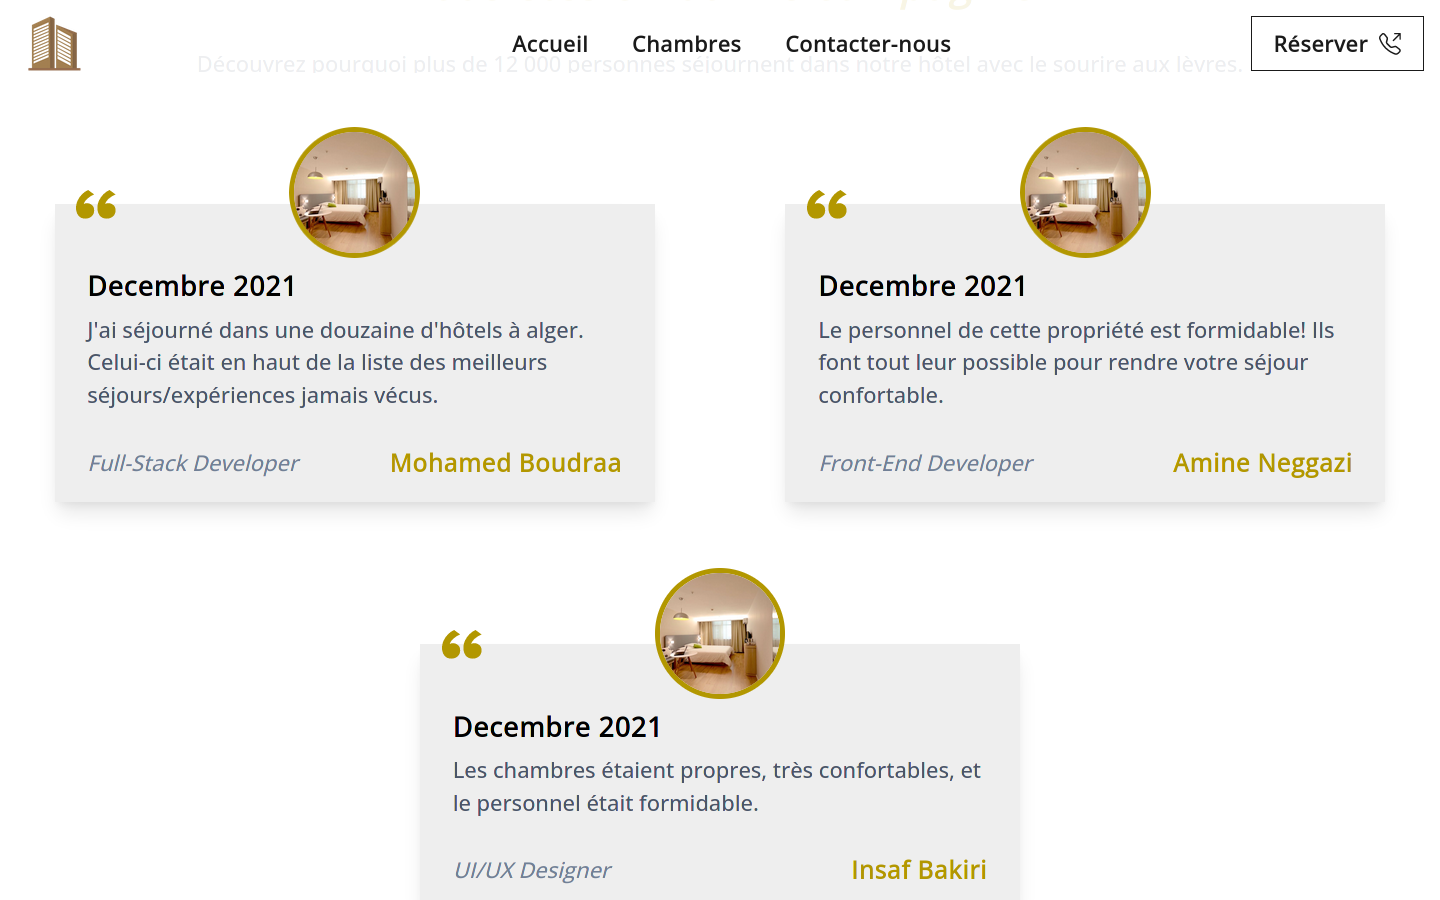 Accueil Chambres Contacter-nous Réserver
Découvrez pourquoi plus de 12 000 personnes séjournent dans notre hôtel avec le sourire aux lèvres.
Decembre 2021
J'ai séjourné dans une douzaine d'hôtels à alger.
Celui-ci était en haut de la liste des meilleurs
séjours/expériences jamais vécus.
Full-Stack Developer Mohamed Boudraa
Decembre 2021
Le personnel de cette propriété est formidable! Ils
font tout leur possible pour rendre votre séjour
confortable.
Front-End Developer Amine Neggazi
Decembre 2021
Les chambres étaient propres, très confortables, et
le personnel était formidable.
UI/UX Designer Insaf Bakiri